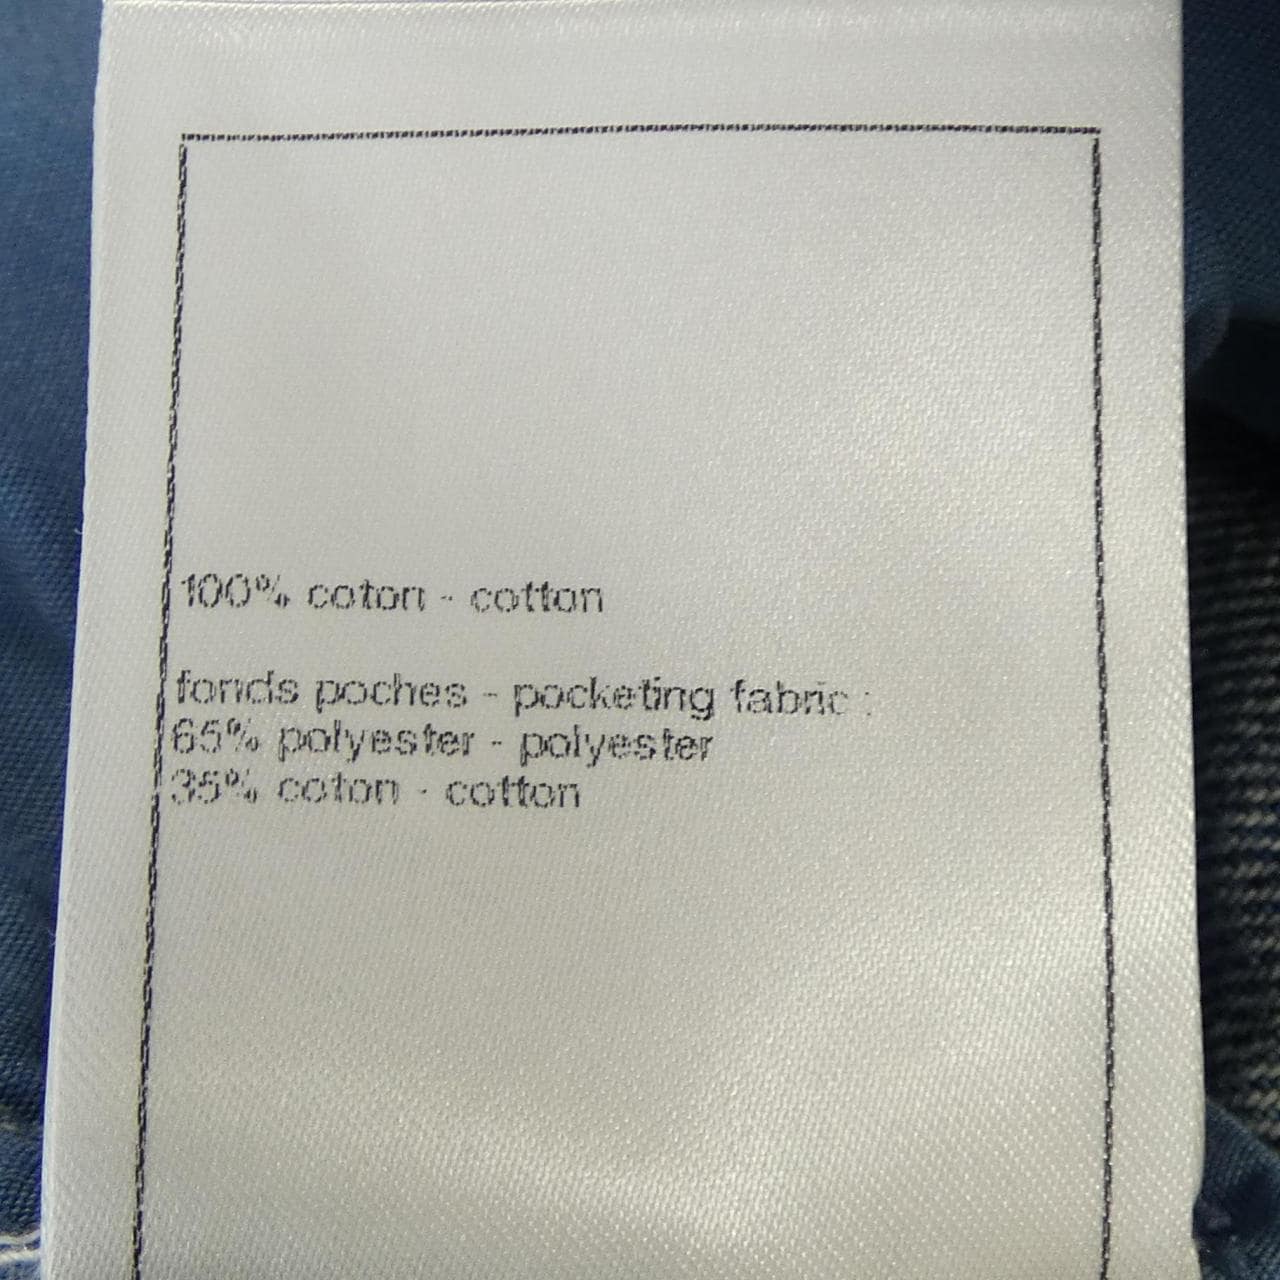 100% coton - cotton
fonds poches - pocketing fabric :
65% polyester - polyester
35% coton - cotton